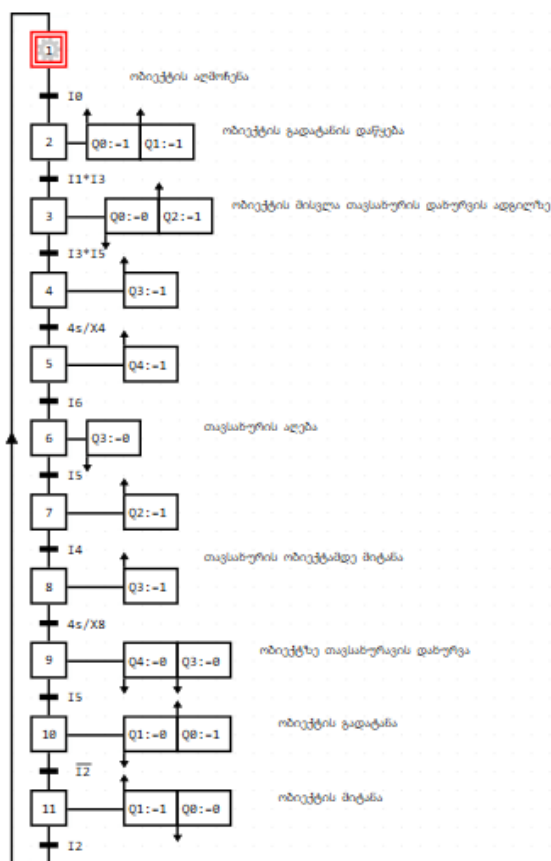 1
ობიექტის აღმოჩენა
I0
2 Q0:=1 Q1:=1 ობიექტის გადატანის დაწყება
I1*I3
3 Q0:=0 Q2:=1 ობიექტის მისვლა თავსახურის დახურვის ადგილზე
I3*I5
4 Q3:=1
4s/X4
5 Q4:=1
I6
6 Q3:=0 თავსახურის აღება
I5
7 Q2:=1
I4
8 Q3:=1 თავსახურის ობიექტამდე მიტანა
4s/X8
9 Q4:=0 Q3:=0 ობიექტზე თავსახურავის დახურვა
I5
10 Q1:=0 Q0:=1 ობიექტის გადატანა
I̅2̅
11 Q1:=1 Q0:=0 ობიექტის მიტანა
I2